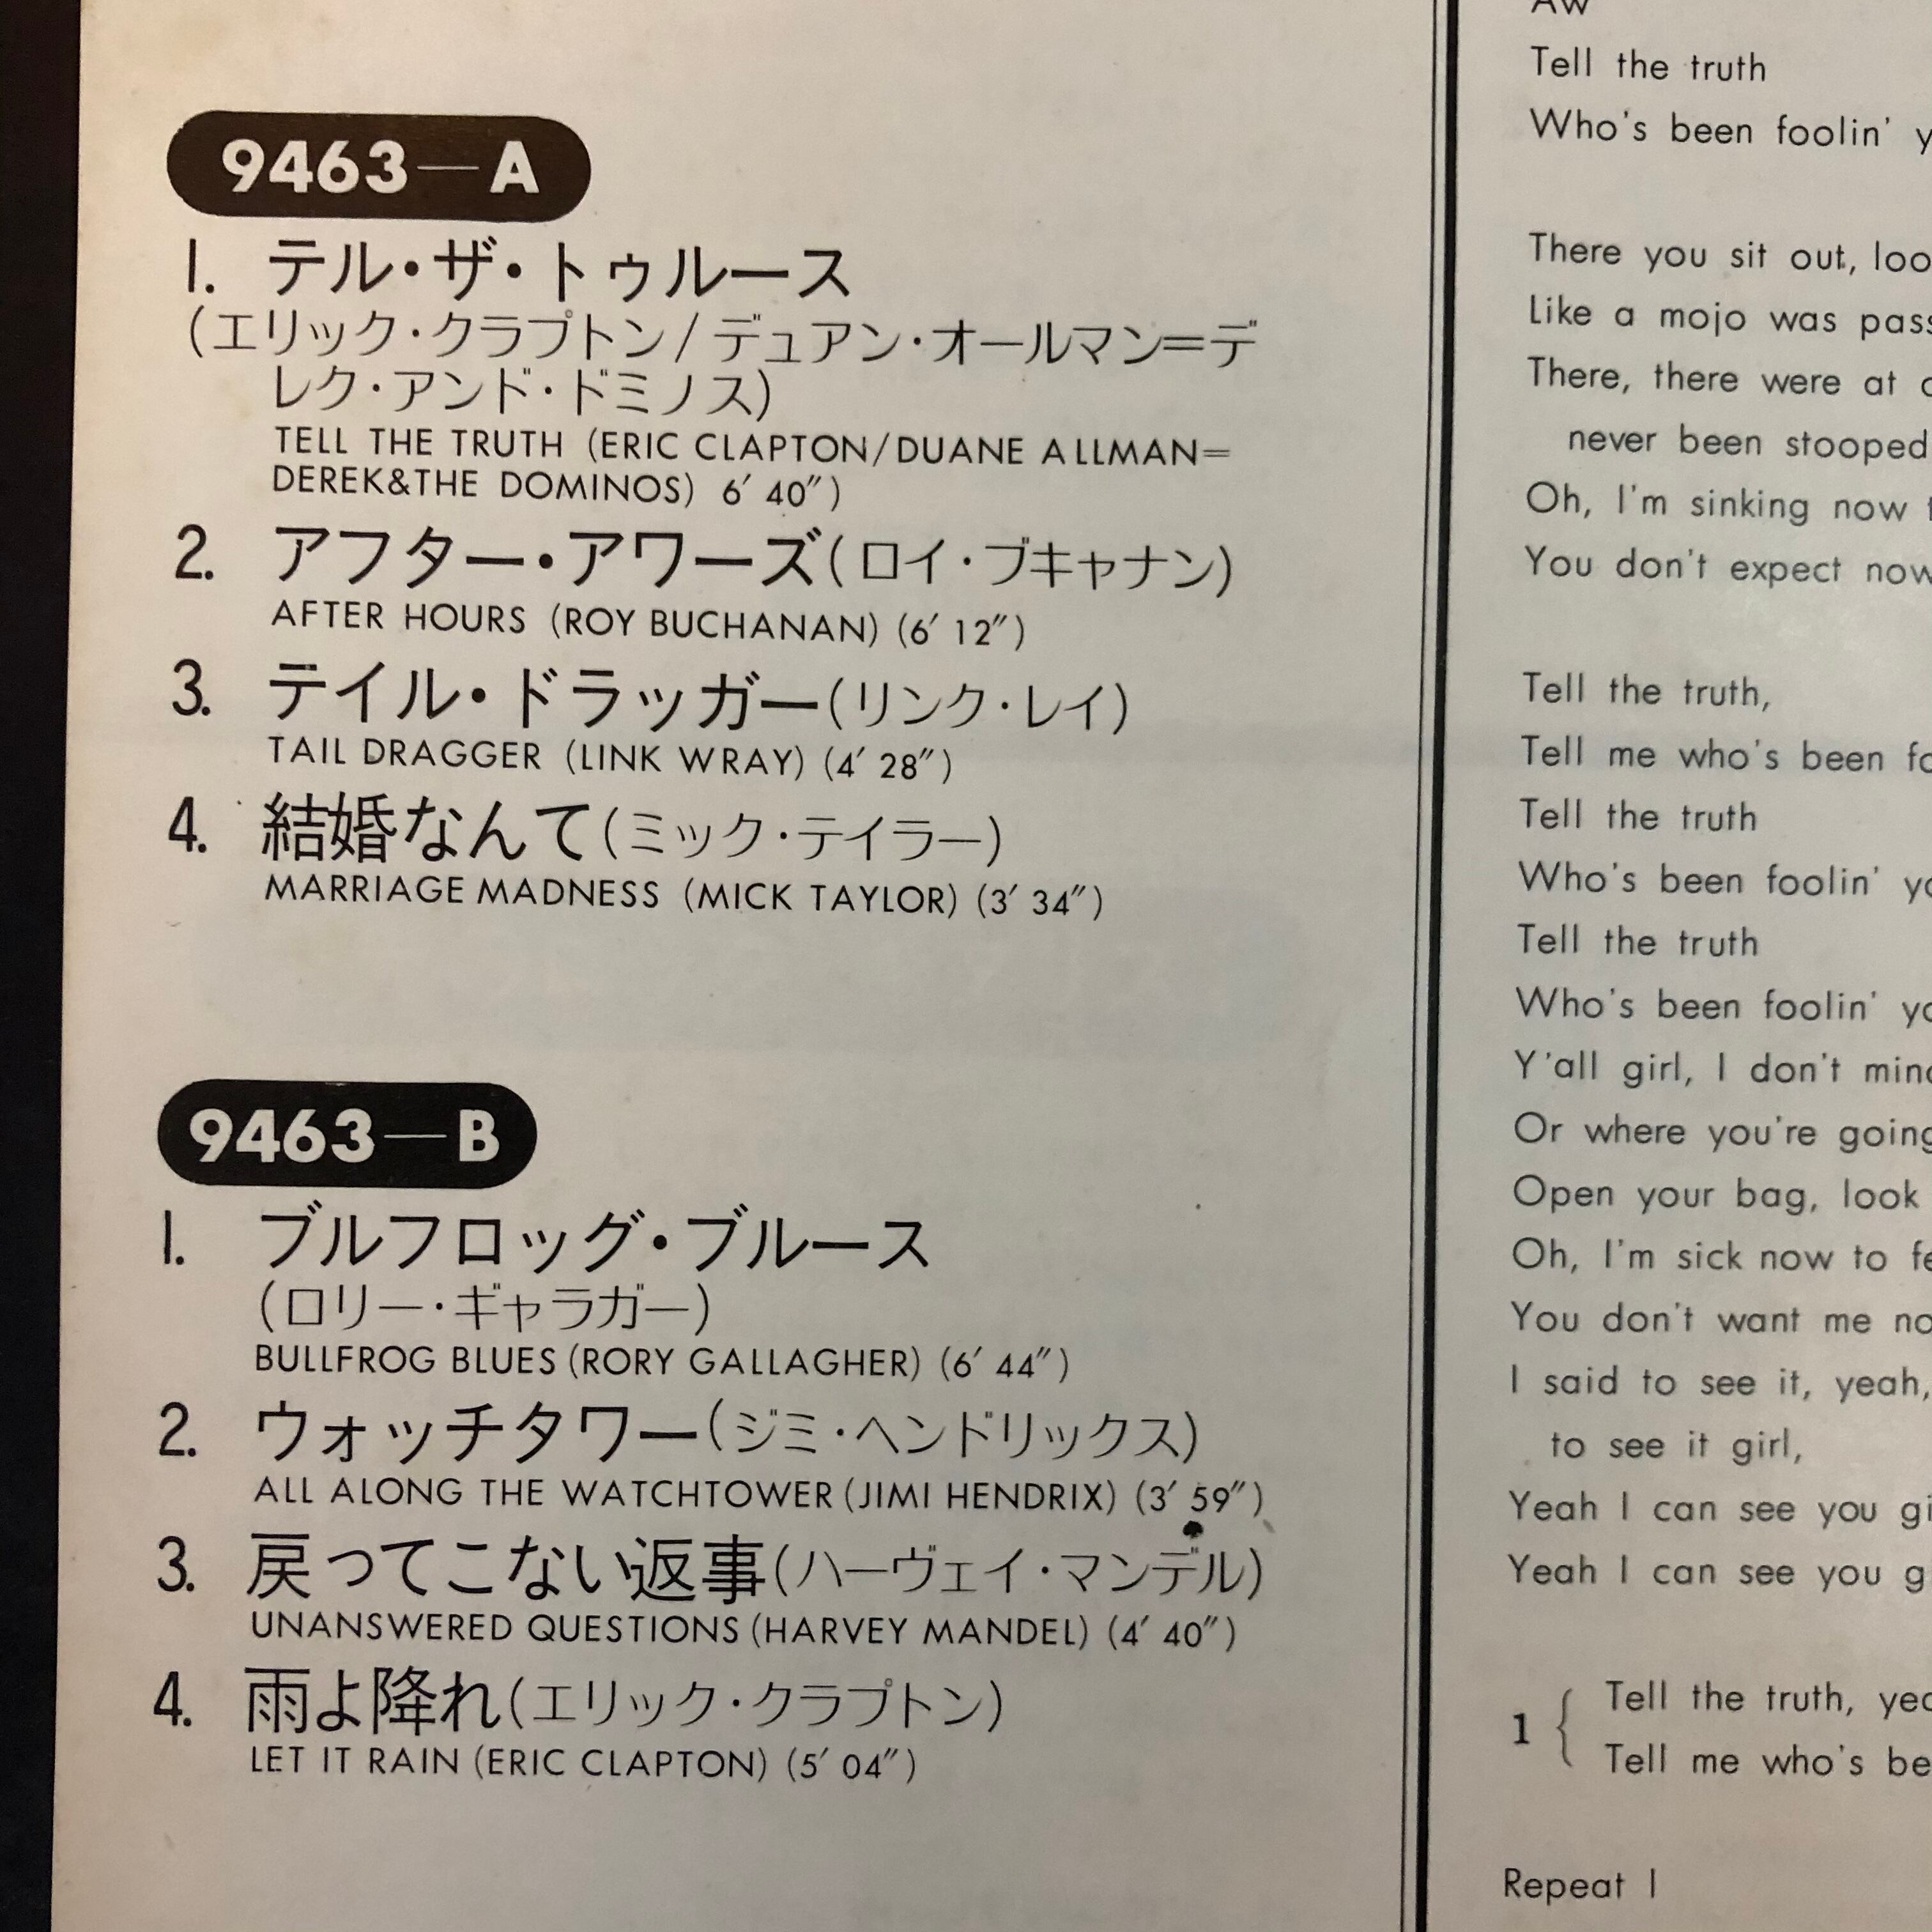 9463—A
1. テル・ザ・トゥルース
(エリック・クラプトン/デュアン・オールマン=デ
レク・アンド・ドミノス)
TELL THE TRUTH (ERIC CLAPTON/DUANE ALLMAN=
DEREK&THE DOMINOS) 6′ 40″)
2. アフター・アワーズ(ロイ・ブキャナン)
AFTER HOURS (ROY BUCHANAN) (6′ 12″)
3. テイル・ドラッガー(リンク・レイ)
TAIL DRAGGER (LINK WRAY) (4′ 28″)
4. 結婚なんて(ミック・テイラー)
MARRIAGE MADNESS (MICK TAYLOR) (3′ 34″)
9463—B
1. ブルフロッグ・ブルース
(ロリー・ギャラガー)
BULLFROG BLUES (RORY GALLAGHER) (6′ 44″)
2. ウォッチタワー(ジミ・ヘンドリックス)
ALL ALONG THE WATCHTOWER (JIMI HENDRIX) (3′ 59″)
3. 戻ってこない返事(ハーヴェイ・マンデル)
UNANSWERED QUESTIONS (HARVEY MANDEL) (4′ 40″)
4. 雨よ降れ(エリック・クラプトン)
LET IT RAIN (ERIC CLAPTON) (5′ 04″)
Aw
Tell the truth
Who's been foolin'
There you sit out,
Like a mojo was
There, there were at
never been stooped
Oh, I'm sinking now
You don't expect now
Tell the truth,
Tell me who's been
Tell the truth
Who's been foolin'
Tell the truth
Who's been foolin'
Y'all girl, I don't
Or where you're going
Open your bag, look
Oh, I'm sick now to
You don't want me
I said to see it, yeah,
to see it girl,
Yeah I can see you
Yeah I can see you
1 { Tell the truth,
Tell me who's
Repeat 1